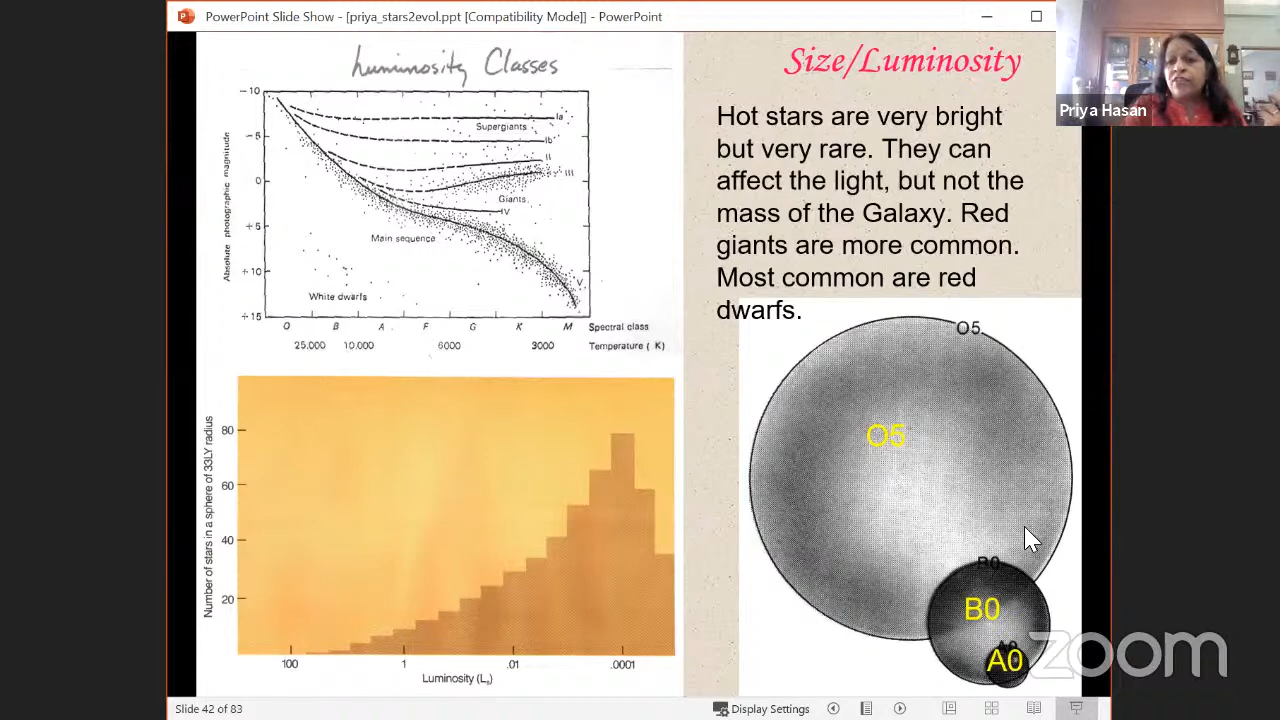 PowerPoint Slide Show - [priya_stars2evol.ppt [Compatibility Mode]] - PowerPoint
Luminosity Classes
Size/Luminosity
Hot stars are very bright
but very rare. They can
affect the light, but not the
mass of the Galaxy. Red
giants are more common.
Most common are red
dwarfs.
Priya Hasan
Absolute photographic magnitude
-10
-5
0
+5
+10
+15
Ia
Supergiants
Ib
II
III
Giants
IV
Main sequence
V
White dwarfs
O B A F G K M Spectral class
25.000 10.000 6000 3000 Temperature ( K)
Number of stars in a sphere of 33LY radius
80
60
40
20
100 1 .01 .0001
Luminosity (L
O5
O5
B0
B0
A0
A0
zoom
Slide 42 of 83
Display Settings